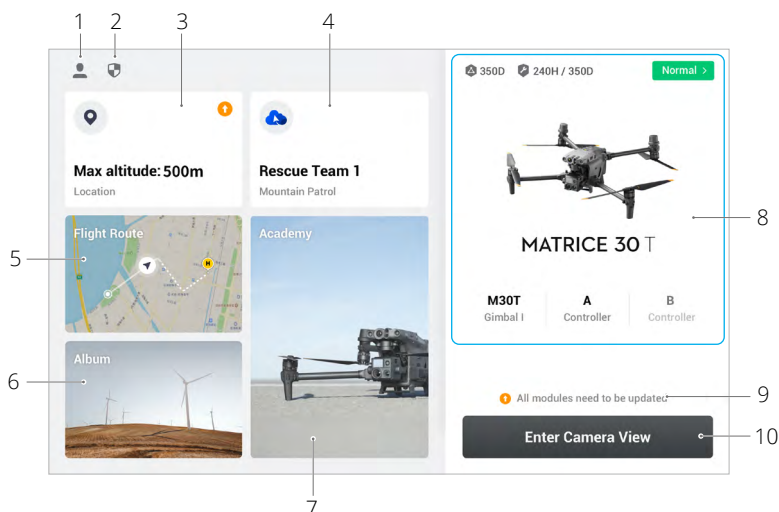 1
2
3
4
350D
240H / 350D
Normal >
Max altitude: 500m
Location
Rescue Team 1
Mountain Patrol
Flight Route
H
Academy
5
MATRICE 30 T
8
M30T
A
B
Gimbal I
Controller
Controller
Album
6
All modules need to be updated
9
Enter Camera View
10
7